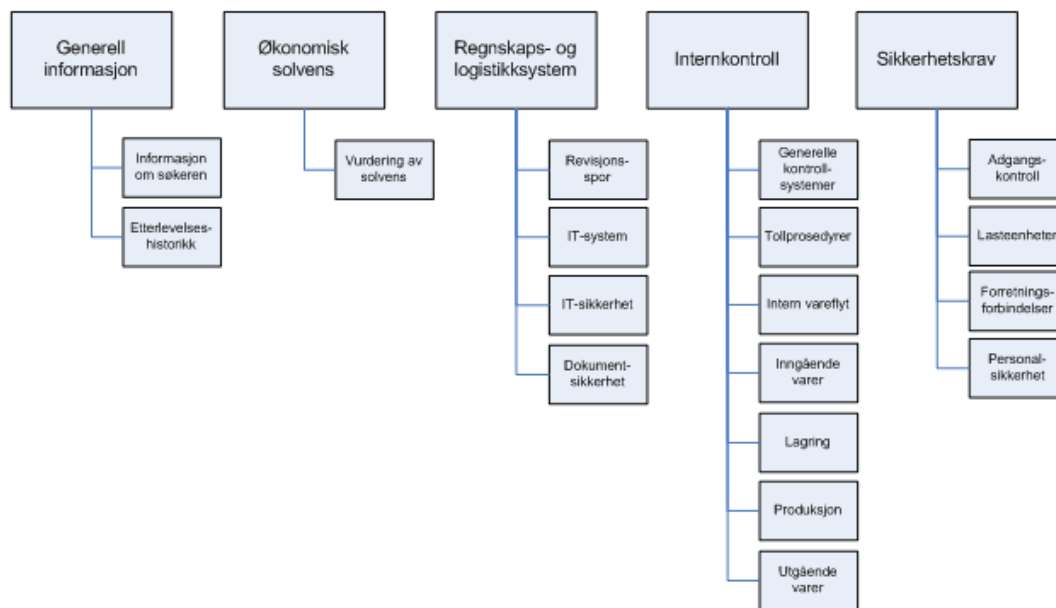 Generell
informasjon
Informasjon
om søkeren
Etterlevelses-
historikk
Økonomisk
solvens
Vurdering av
solvens
Regnskaps- og
logistikksystem
Revisjons-
spor
IT-system
IT-sikkerhet
Dokument-
sikkerhet
Internkontroll
Generelle
kontroll-
systemer
Tollprosedyrer
Intern vareflyt
Inngående
varer
Lagring
Produksjon
Utgående
varer
Sikkerhetskrav
Adgangs-
kontroll
Lasteenheter
Forretnings-
forbindelser
Personal-
sikkerhet